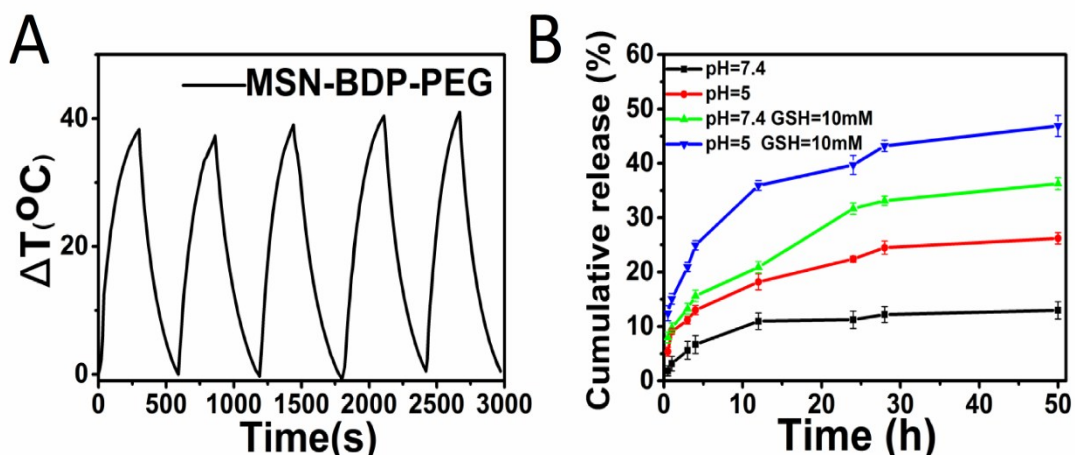 A
MSN-BDP-PEG
40
20
0
ΔT(°C)
0 500 1000 1500 2000 2500 3000
Time(s)
B
60
50
40
30
20
10
0
Cumulative release (%)
pH=7.4
pH=5
pH=7.4 GSH=10mM
pH=5 GSH=10mM
0 10 20 30 40 50
Time (h)